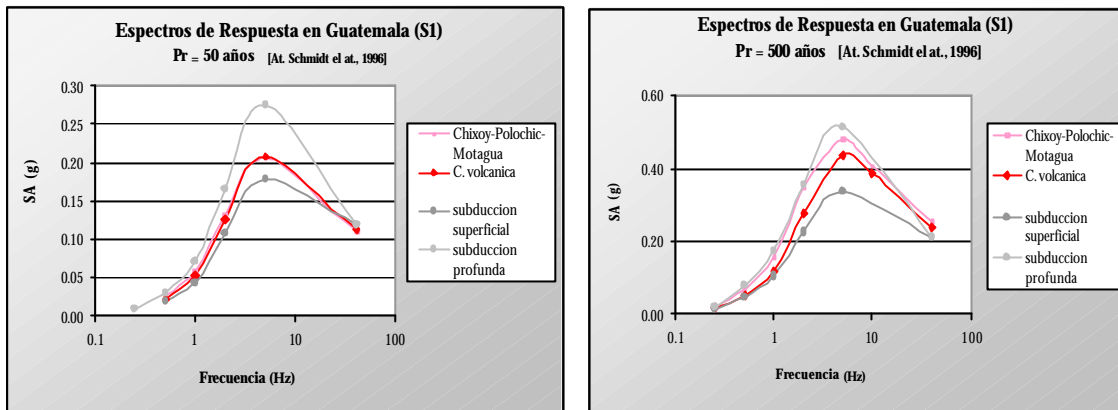 Espectros de Respuesta en Guatemala (S1)
Pr = 50 años [At. Schmidt el at., 1996]
SA (g)
0.30
0.25
0.20
0.15
0.10
0.05
0.00
0.1
1
10
100
Frecuencia (Hz)
Chixoy-Polochic-
Motagua
C. volcanica
subduccion
superficial
subduccion
profunda
Espectros de Respuesta en Guatemala (S1)
Pr = 500 años [At. Schmidt el at., 1996]
SA (g)
0.60
0.40
0.20
0.00
0.1
1
10
100
Frecuencia (Hz)
Chixoy-Polochic-
Motagua
C. volcanica
subduccion
superficial
subduccion
profunda